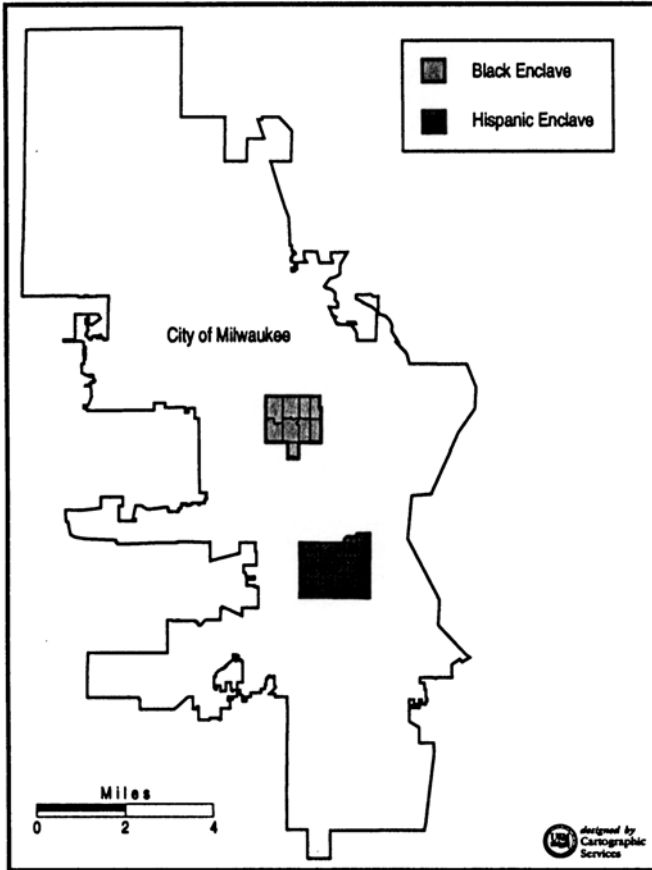 Black Enclave
Hispanic Enclave
City of Milwaukee
Miles
0 2 4
designed by
Cartographic
Services